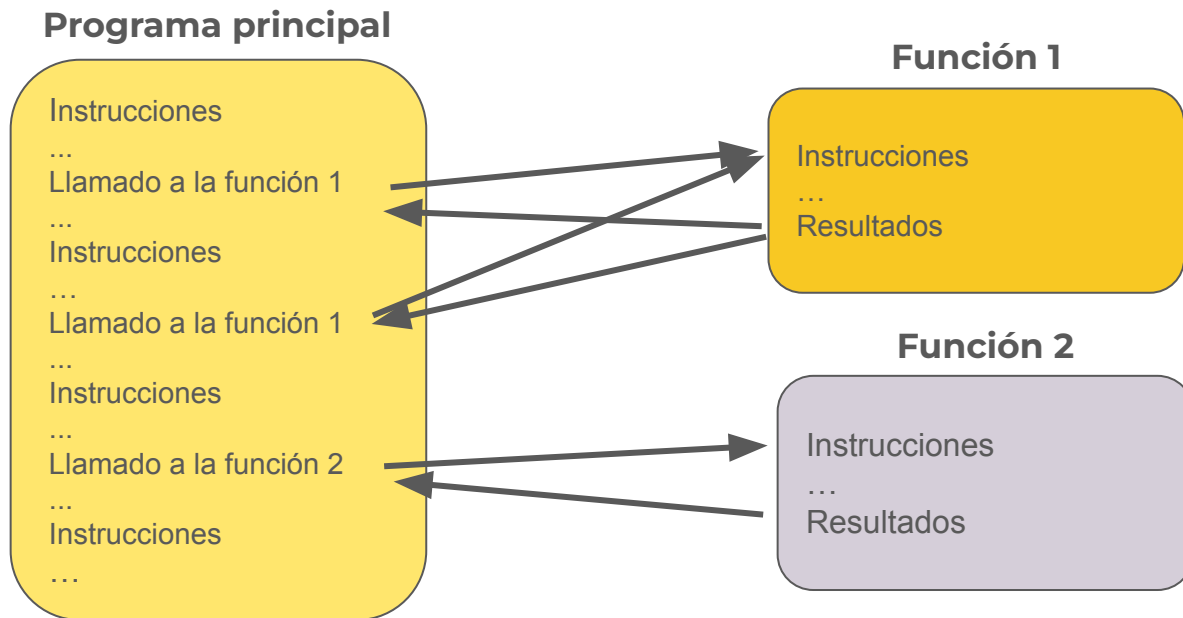 Programa principal
Instrucciones
...
Llamado a la función 1
...
Instrucciones
…
Llamado a la función 1
...
Instrucciones
...
Llamado a la función 2
...
Instrucciones
…
Función 1
Instrucciones
…
Resultados
Función 2
Instrucciones
…
Resultados